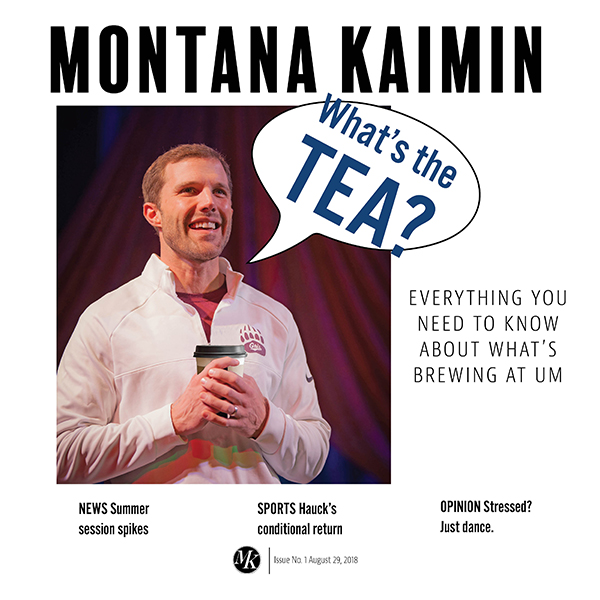 MONTANA KAIMIN
What's the
TEA?
EVERYTHING YOU
NEED TO KNOW
ABOUT WHAT'S
BREWING AT UM
NEWS Summer
session spikes
SPORTS Hauck's
conditional return
OPINION Stressed?
Just dance.
MK
Issue No. 1 August 29, 2018